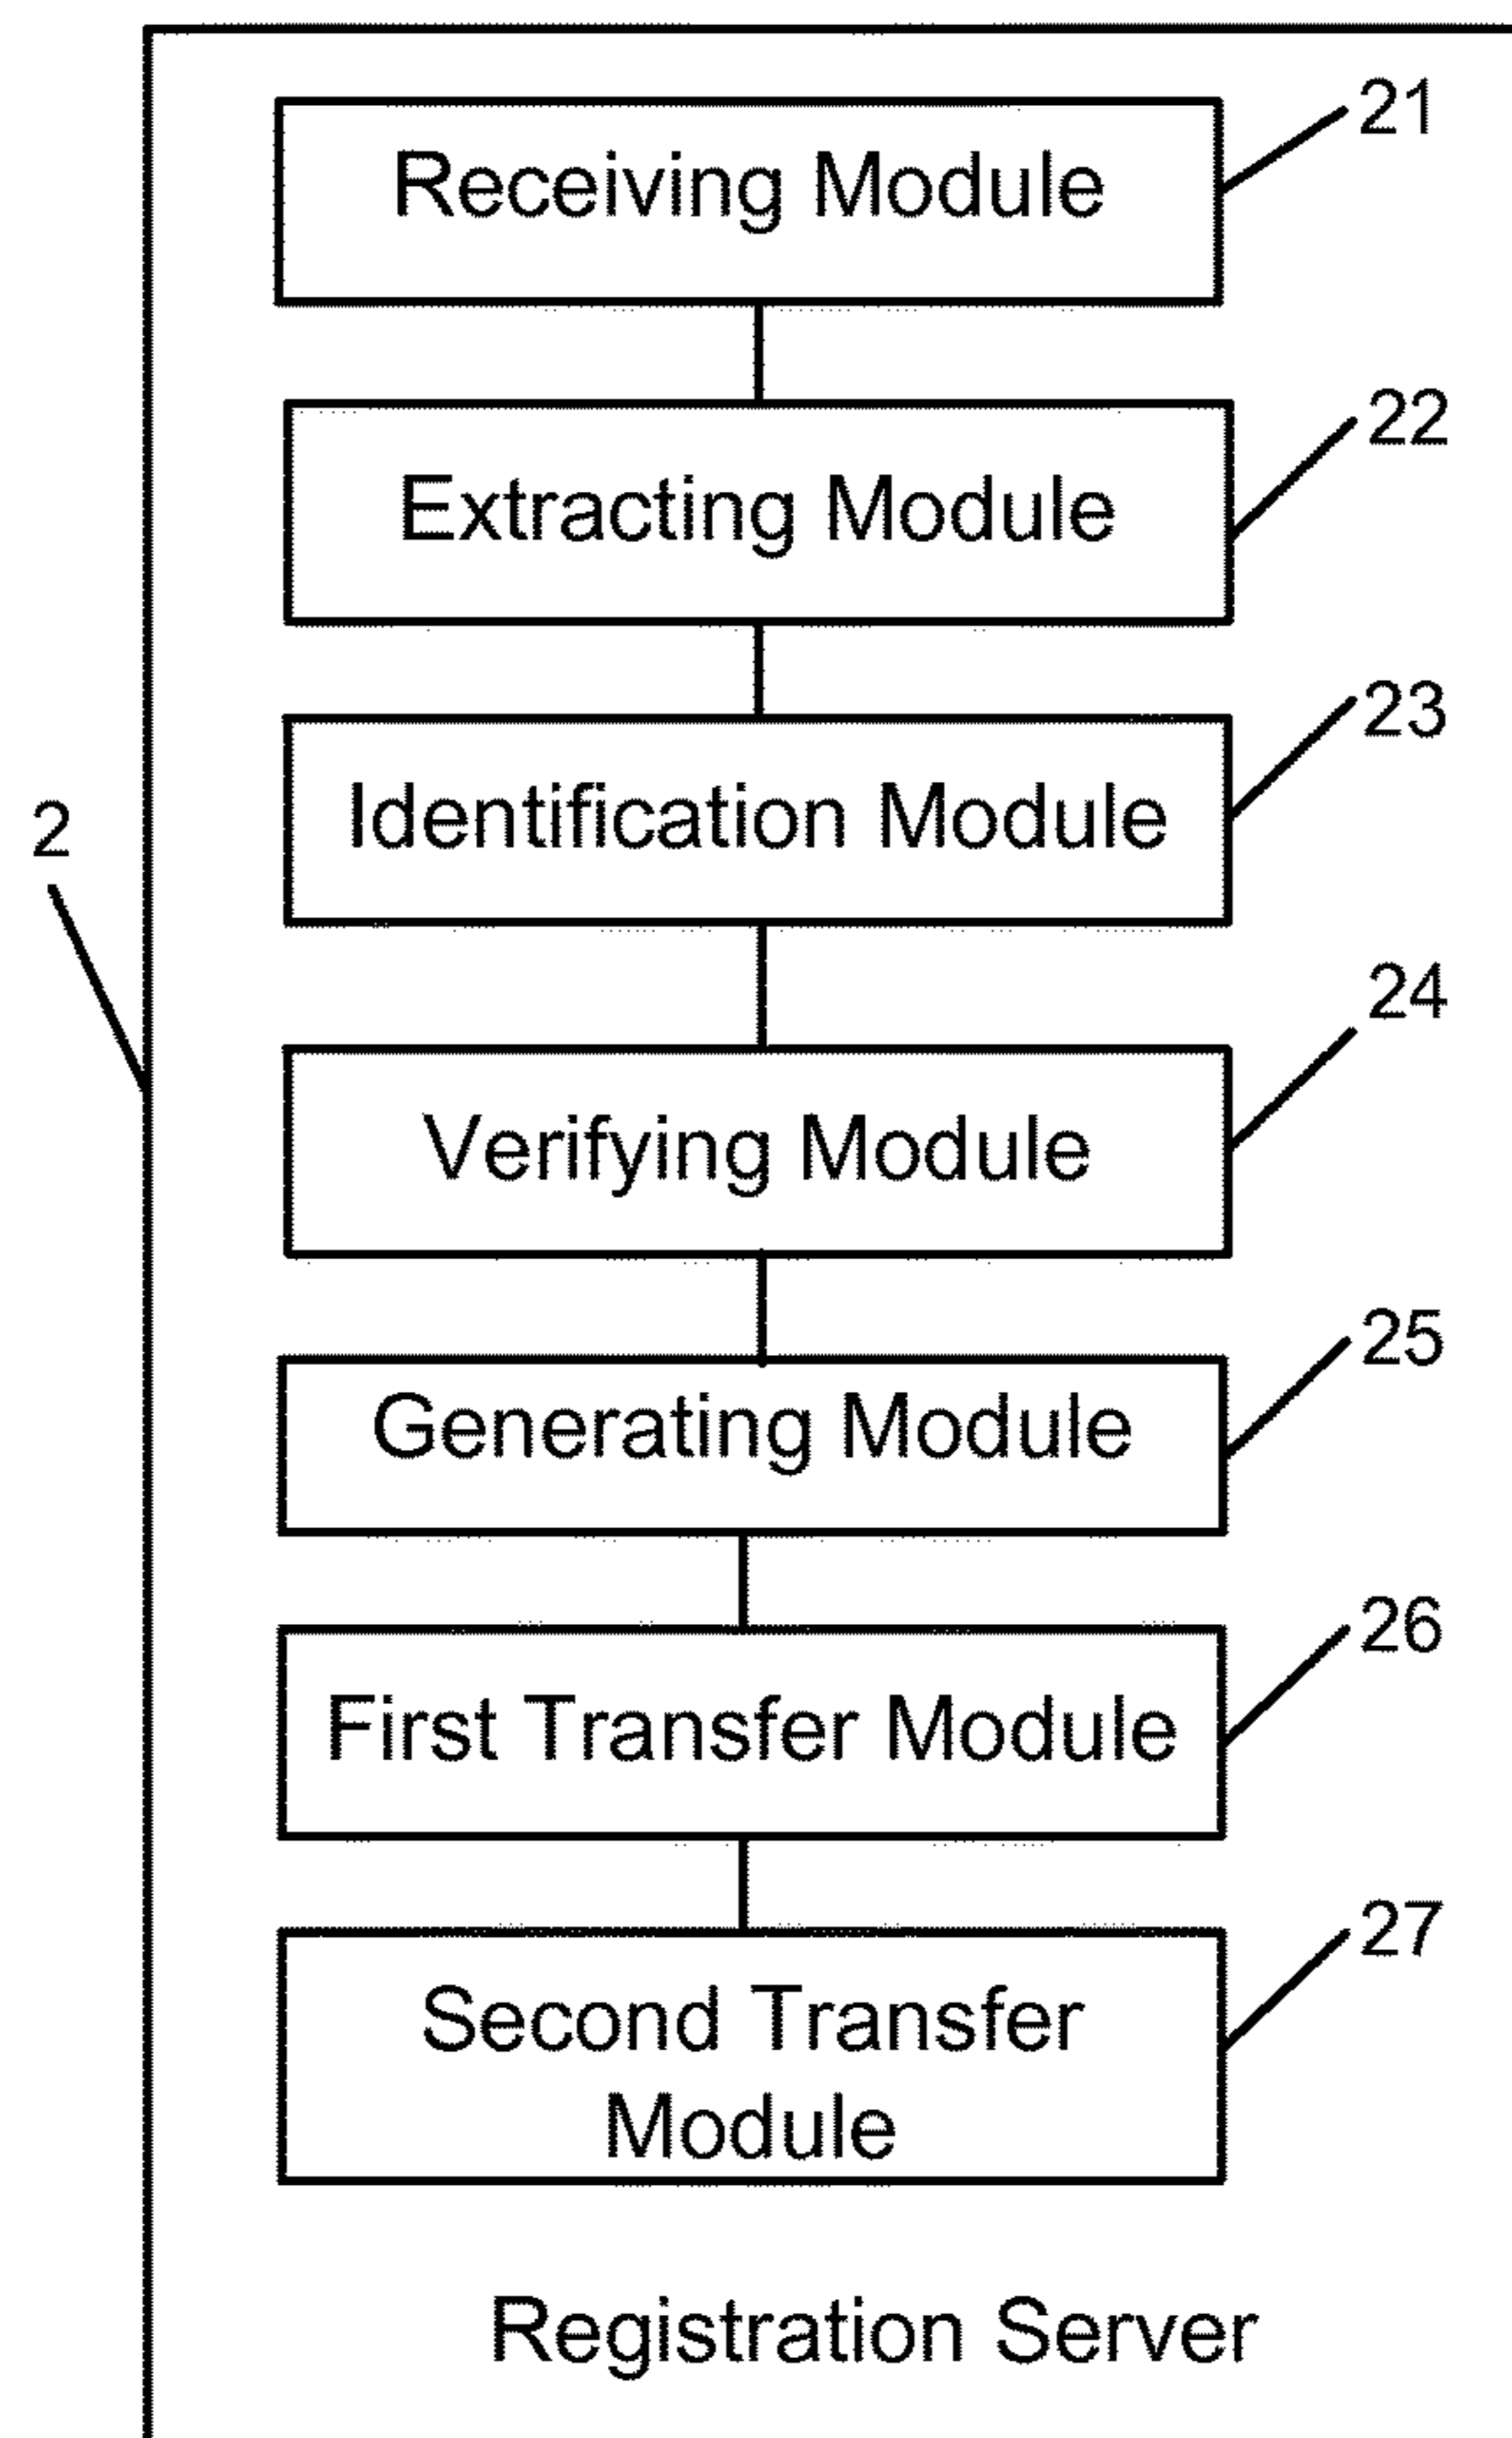 21
Receiving Module
22
Extracting Module
23
Identification Module
2
24
Verifying Module
25
Generating Module
26
First Transfer Module
27
Second Transfer
Module
Registration Server